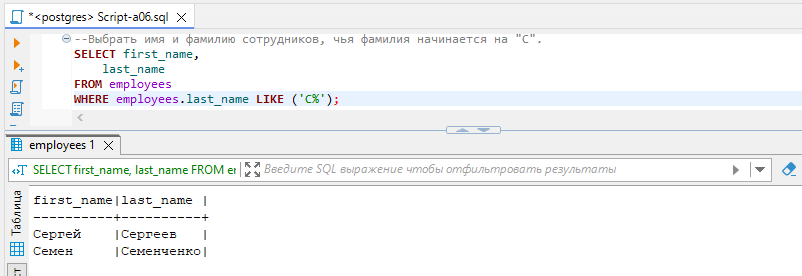 *<postgres> Script-a06.sql
--Выбрать имя и фамилию сотрудников, чья фамилия начинается на "С".
SELECT first_name,
last_name
FROM employees
WHERE employees.last_name LIKE ('С%');
employees 1
SELECT first_name, last_name FROM em
Введите SQL выражение чтобы отфильтровать результаты
Таблица
first_name|last_name |
----------+----------+
Сергей    |Сергеев   |
Семен     |Семенченко|